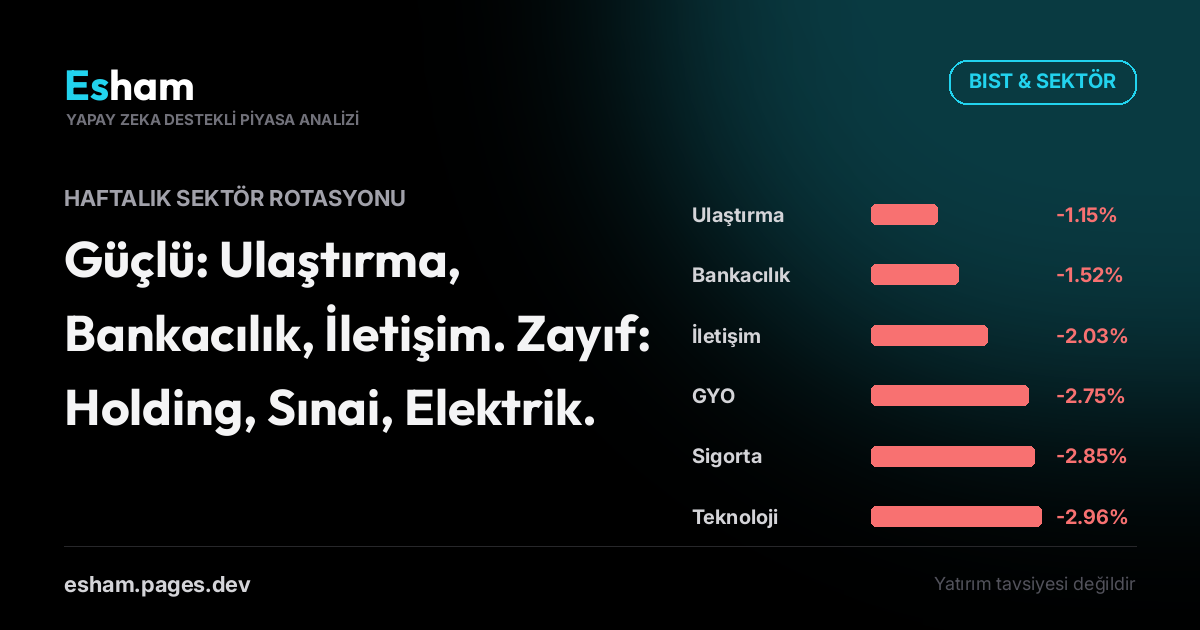 Esham
YAPAY ZEKA DESTEKLİ PİYASA ANALİZİ
BIST & SEKTÖR
HAFTALIK SEKTÖR ROTASYONU
Güçlü: Ulaştırma,
Bankacılık, İletişim. Zayıf:
Holding, Sınai, Elektrik.
Ulaştırma -1.15%
Bankacılık -1.52%
İletişim -2.03%
GYO -2.75%
Sigorta -2.85%
Teknoloji -2.96%
esham.pages.dev
Yatırım tavsiyesi değildir